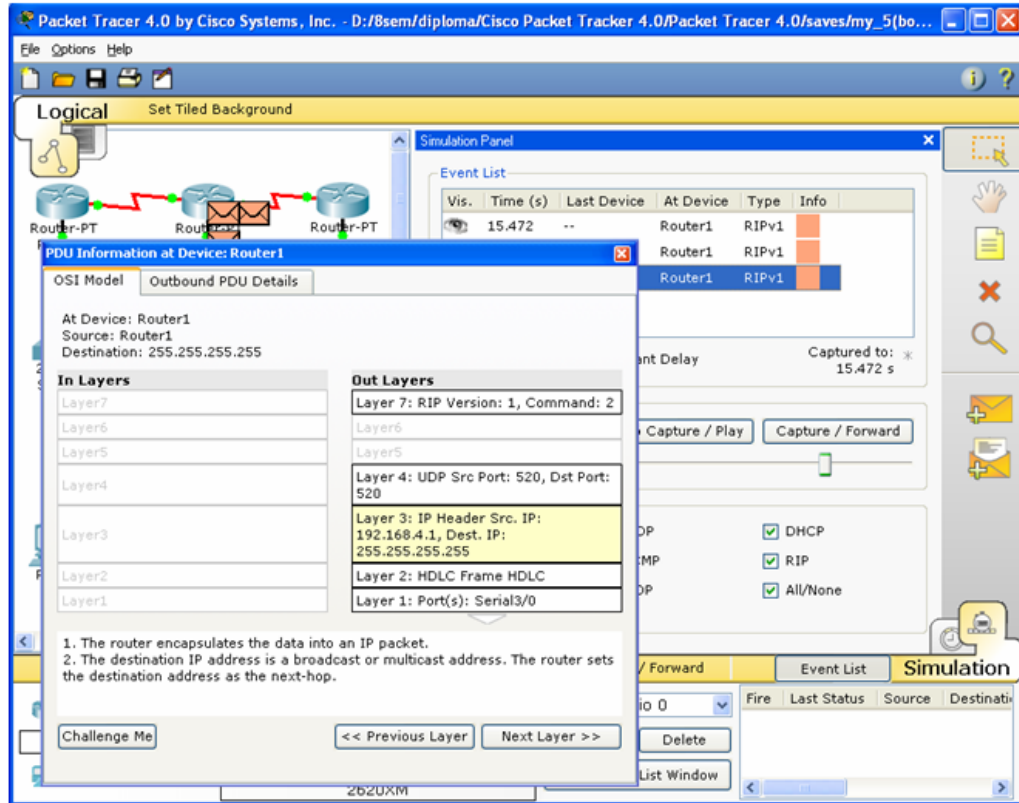 Packet Tracer 4.0 by Cisco Systems, Inc. - D:/8sem/diploma/Cisco Packet Tracker 4.0/Packet Tracer 4.0/saves/my_5(bo...
File Options Help
Logical Set Tiled Background
Simulation Panel
Event List
Vis. Time (s) Last Device At Device Type Info
15.472 -- Router1 RIPv1
Router1 RIPv1
Router1 RIPv1
Router-PT
Router-PT
PDU Information at Device: Router1
OSI Model Outbound PDU Details
At Device: Router1
Source: Router1
Destination: 255.255.255.255
In Layers
Layer7
Layer6
Layer5
Layer4
Layer3
Layer2
Layer1
Out Layers
Layer 7: RIP Version: 1, Command: 2
Layer6
Layer5
Layer 4: UDP Src Port: 520, Dst Port:
520
Layer 3: IP Header Src. IP:
192.168.4.1, Dest. IP:
255.255.255.255
Layer 2: HDLC Frame HDLC
Layer 1: Port(s): Serial3/0
1. The router encapsulates the data into an IP packet.
2. The destination IP address is a broadcast or multicast address. The router sets
the destination address as the next-hop.
Challenge Me << Previous Layer Next Layer >>
Delay
Captured to:
15.472 s
Capture / Play Capture / Forward
DHCP
RIP
All/None
/ Forward Event List Simulation
Fire Last Status Source
Delete
List Window
2620XM